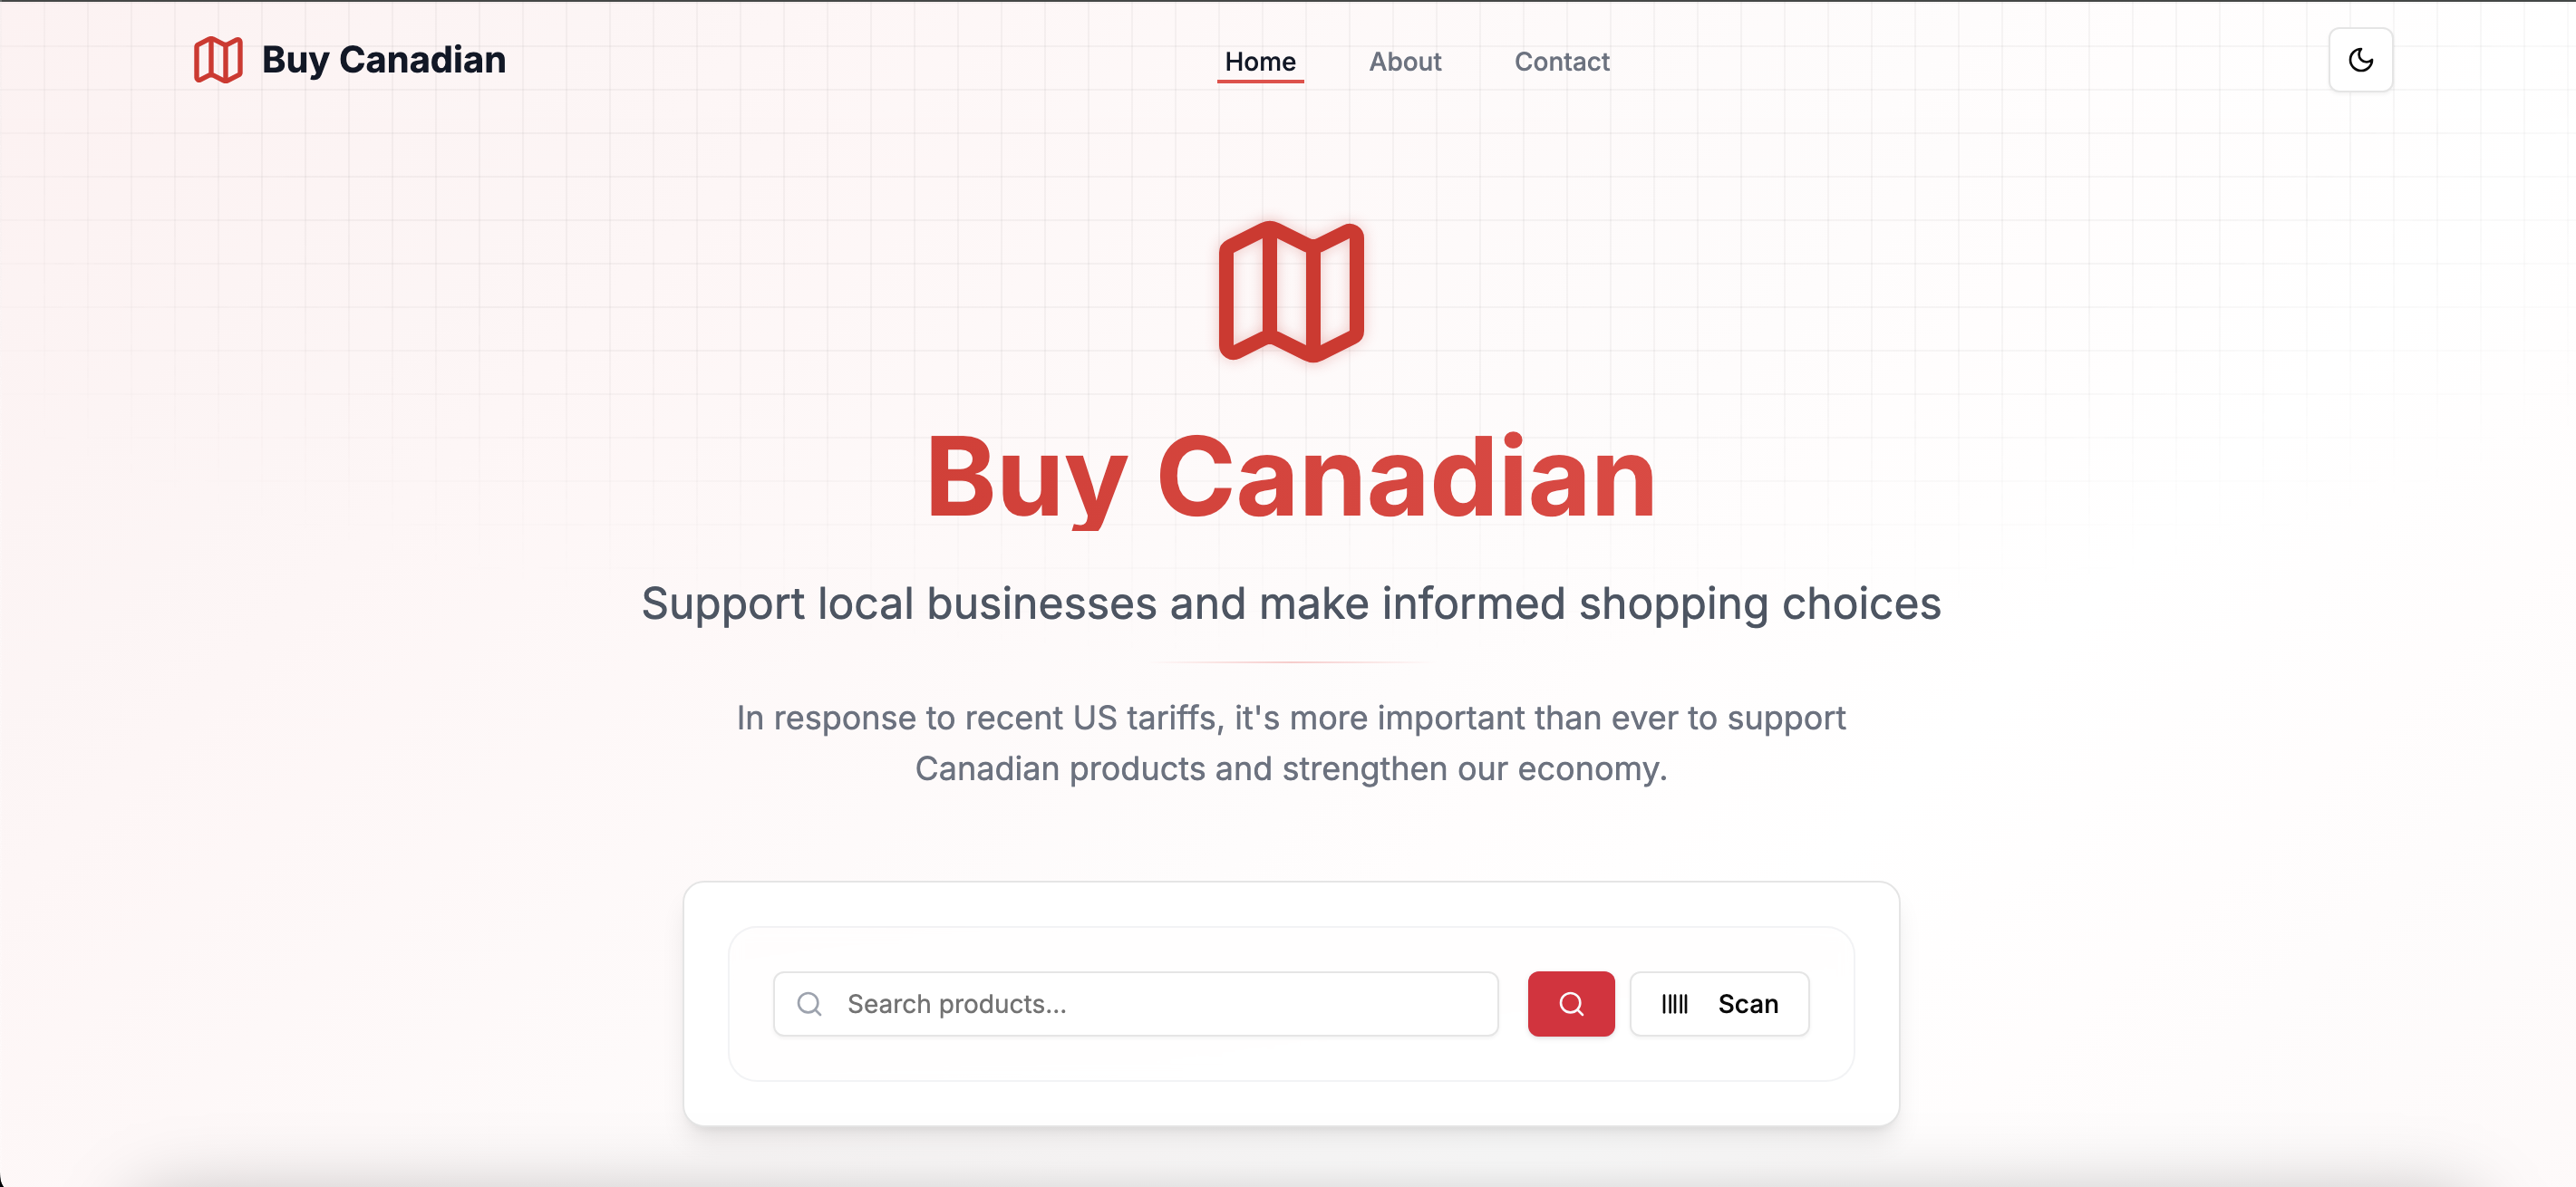 Buy Canadian
Home
About
Contact
Buy Canadian
Support local businesses and make informed shopping choices
In response to recent US tariffs, it's more important than ever to support
Canadian products and strengthen our economy.
Search products...
Scan